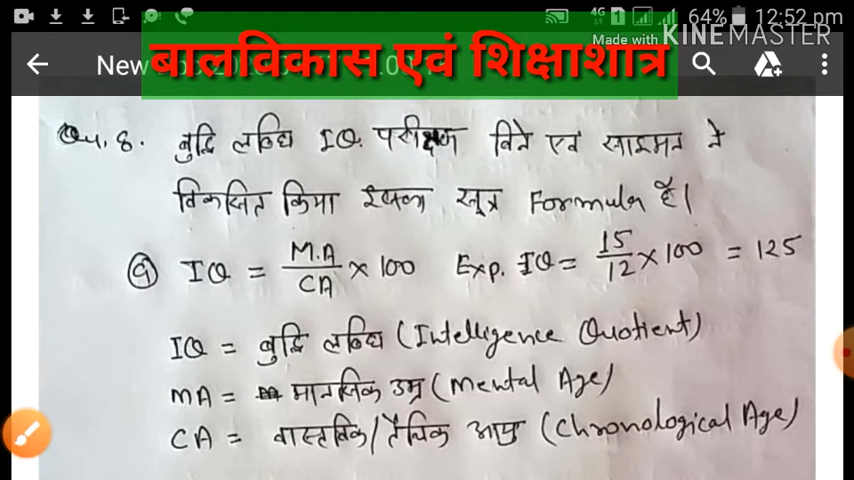 4G 1 64% 12:52 pm
Made with KINEMASTER
New
बालविकास एवं शिक्षाशात्र
Qu. 8. बुद्धि लब्धि IQ. परीक्षण बिने एवं साइमन ने
विकसित किया इसका सूत्र Formula है।
IQ = M.A / CA × 100 Exp. IQ = 15/12 × 100 = 125
IQ = बुद्धि लब्धि (Intelligence Quotient)
MA = मानसिक उम्र (Mental Age)
CA = वास्तविक/तैथिक आयु (Chronological Age)